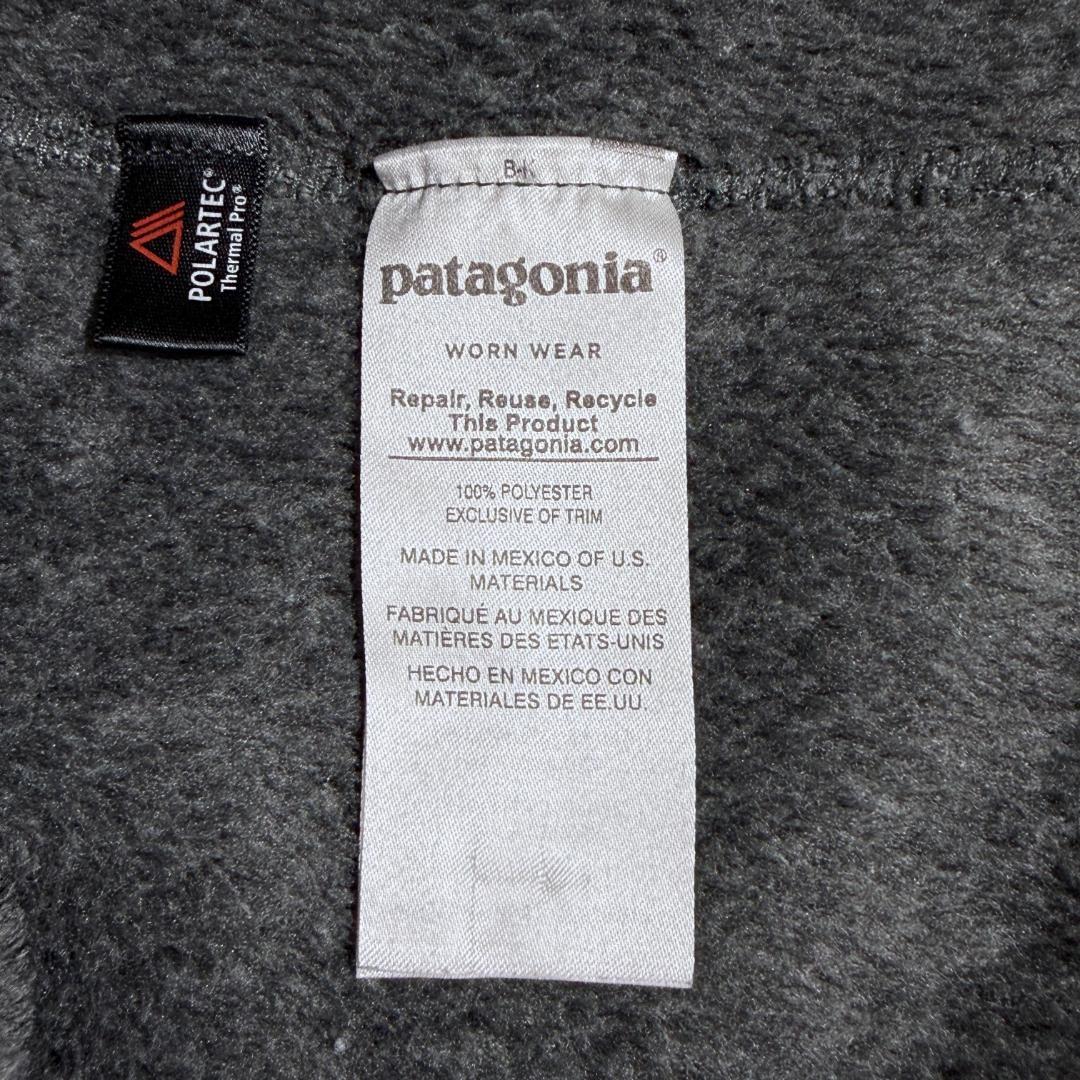 POLARTEC®
Thermal Pro®
patagonia®
WORN WEAR
Repair, Reuse, Recycle
This Product
www.patagonia.com
100% POLYESTER
EXCLUSIVE OF TRIM
MADE IN MEXICO OF U.S.
MATERIALS
FABRIQUÉ AU MEXIQUE DES
MATIÈRES DES ETATS-UNIS
HECHO EN MEXICO CON
MATERIALES DE EE.UU.